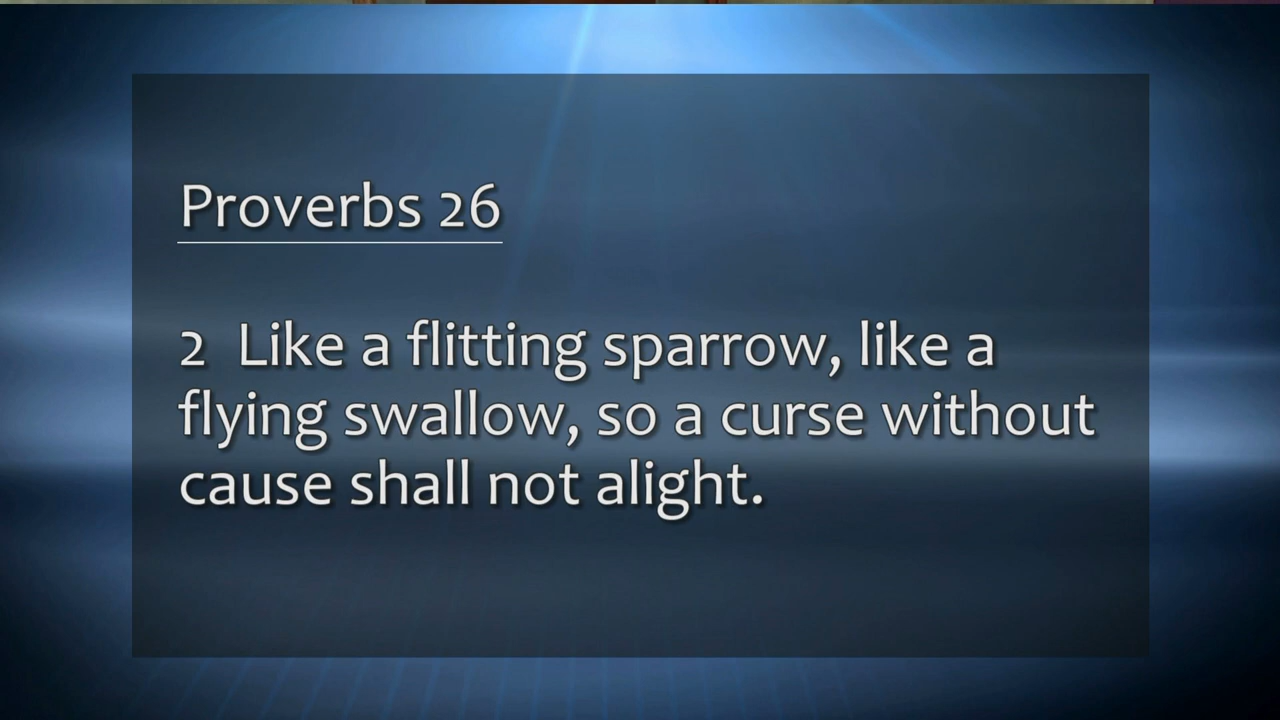 Proverbs 26
2 Like a flitting sparrow, like a
flying swallow, so a curse without
cause shall not alight.